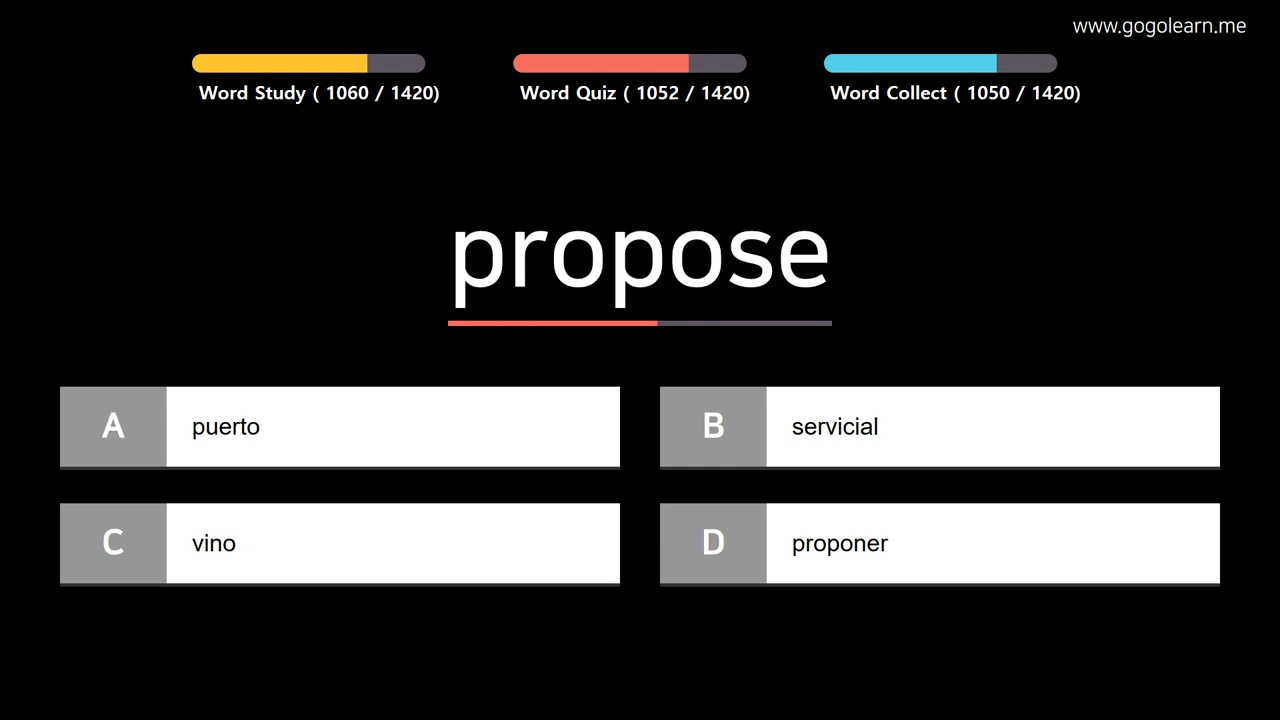 www.gogolearn.me
Word Study ( 1060 / 1420)
Word Quiz ( 1052 / 1420)
Word Collect ( 1050 / 1420)
propose
A puerto
B servicial
C vino
D proponer